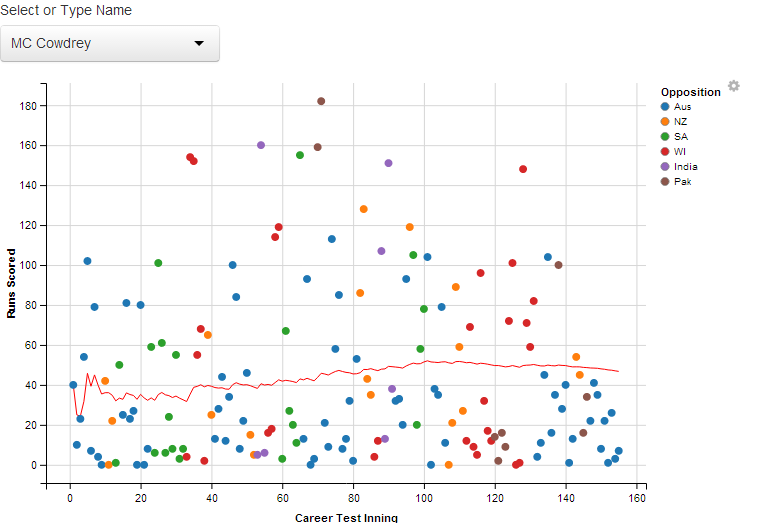 Select or Type Name
MC Cowdrey
Opposition
Aus
NZ
SA
WI
India
Pak
180
160
140
120
100
80
60
40
20
0
Runs Scored
0 20 40 60 80 100 120 140 160
Career Test Inning